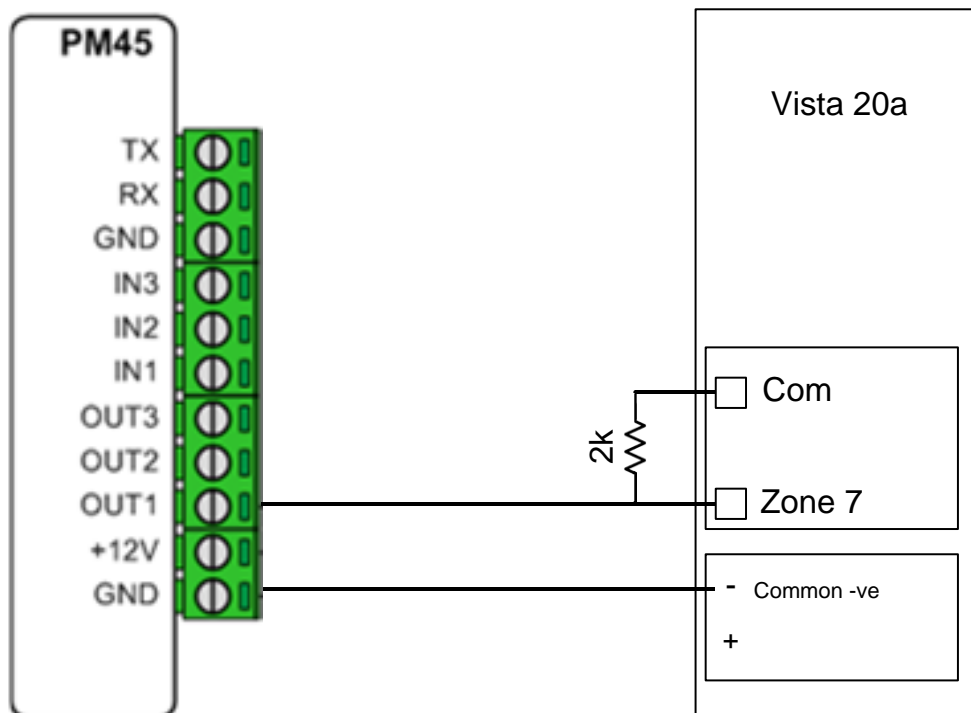 PM45
TX
RX
GND
IN3
IN2
IN1
OUT3
OUT2
OUT1
+12V
GND
2k
Vista 20a
Com
Zone 7
- Common -ve
+